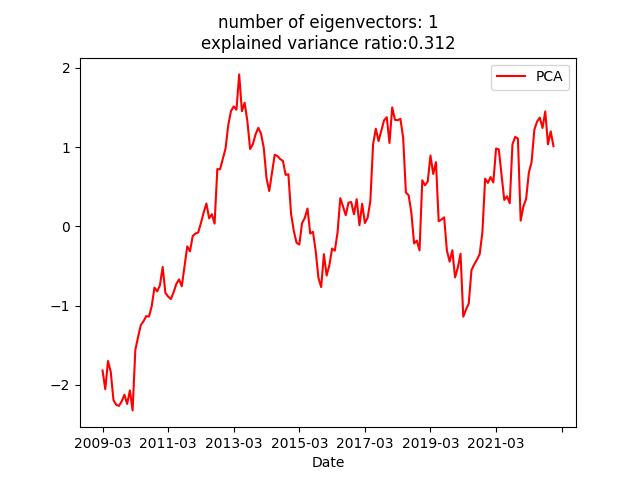 number of eigenvectors: 1
explained variance ratio:0.312
PCA
2
1
0
−1
−2
2009-03 2011-03 2013-03 2015-03 2017-03 2019-03 2021-03
Date